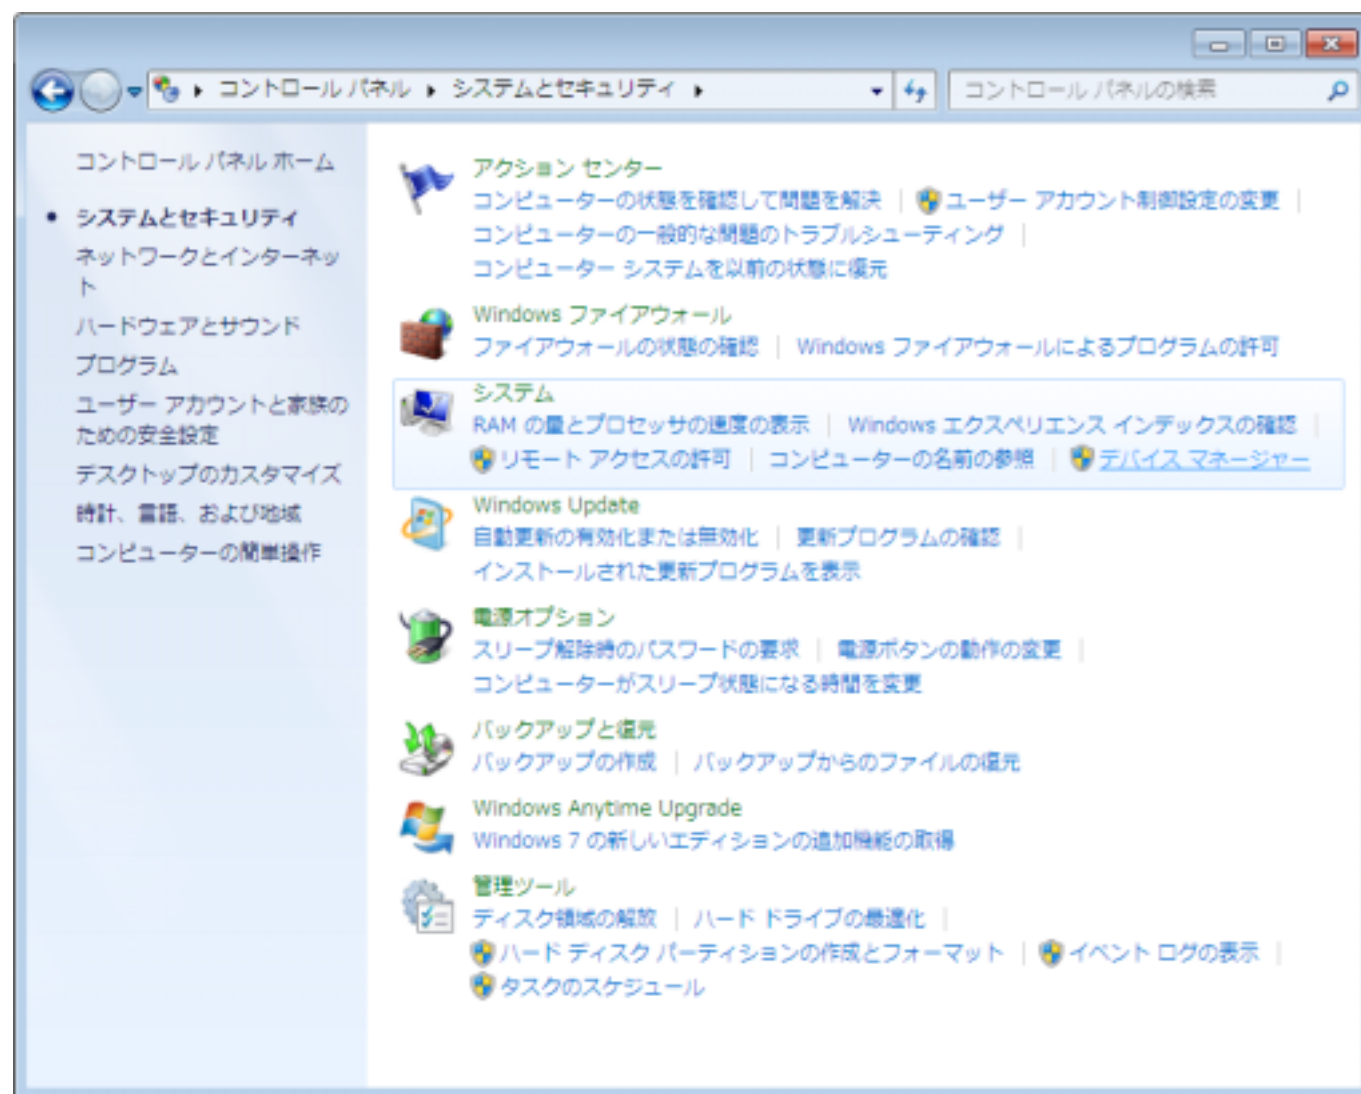 コントロール パネル ▸ システムとセキュリティ ▸
コントロール パネルの検索
コントロール パネル ホーム
システムとセキュリティ
ネットワークとインターネッ
ト
ハードウェアとサウンド
プログラム
ユーザー アカウントと家族の
ための安全設定
デスクトップのカスタマイズ
時計、言語、および地域
コンピューターの簡単操作
アクション センター
コンピューターの状態を確認して問題を解決 | ユーザー アカウント制御設定の変更 |
コンピューターの一般的な問題のトラブルシューティング |
コンピューター システムを以前の状態に復元
Windows ファイアウォール
ファイアウォールの状態の確認 | Windows ファイアウォールによるプログラムの許可
システム
RAM の量とプロセッサの速度の表示 | Windows エクスペリエンス インデックスの確認 |
リモート アクセスの許可 | コンピューターの名前の参照 | デバイス マネージャー
Windows Update
自動更新の有効化または無効化 | 更新プログラムの確認 |
インストールされた更新プログラムを表示
電源オプション
スリープ解除時のパスワードの要求 | 電源ボタンの動作の変更 |
コンピューターがスリープ状態になる時間を変更
バックアップと復元
バックアップの作成 | バックアップからのファイルの復元
Windows Anytime Upgrade
Windows 7 の新しいエディションの追加機能の取得
管理ツール
ディスク領域の解放 | ハード ドライブの最適化 |
ハード ディスク パーティションの作成とフォーマット | イベント ログの表示 |
タスクのスケジュール